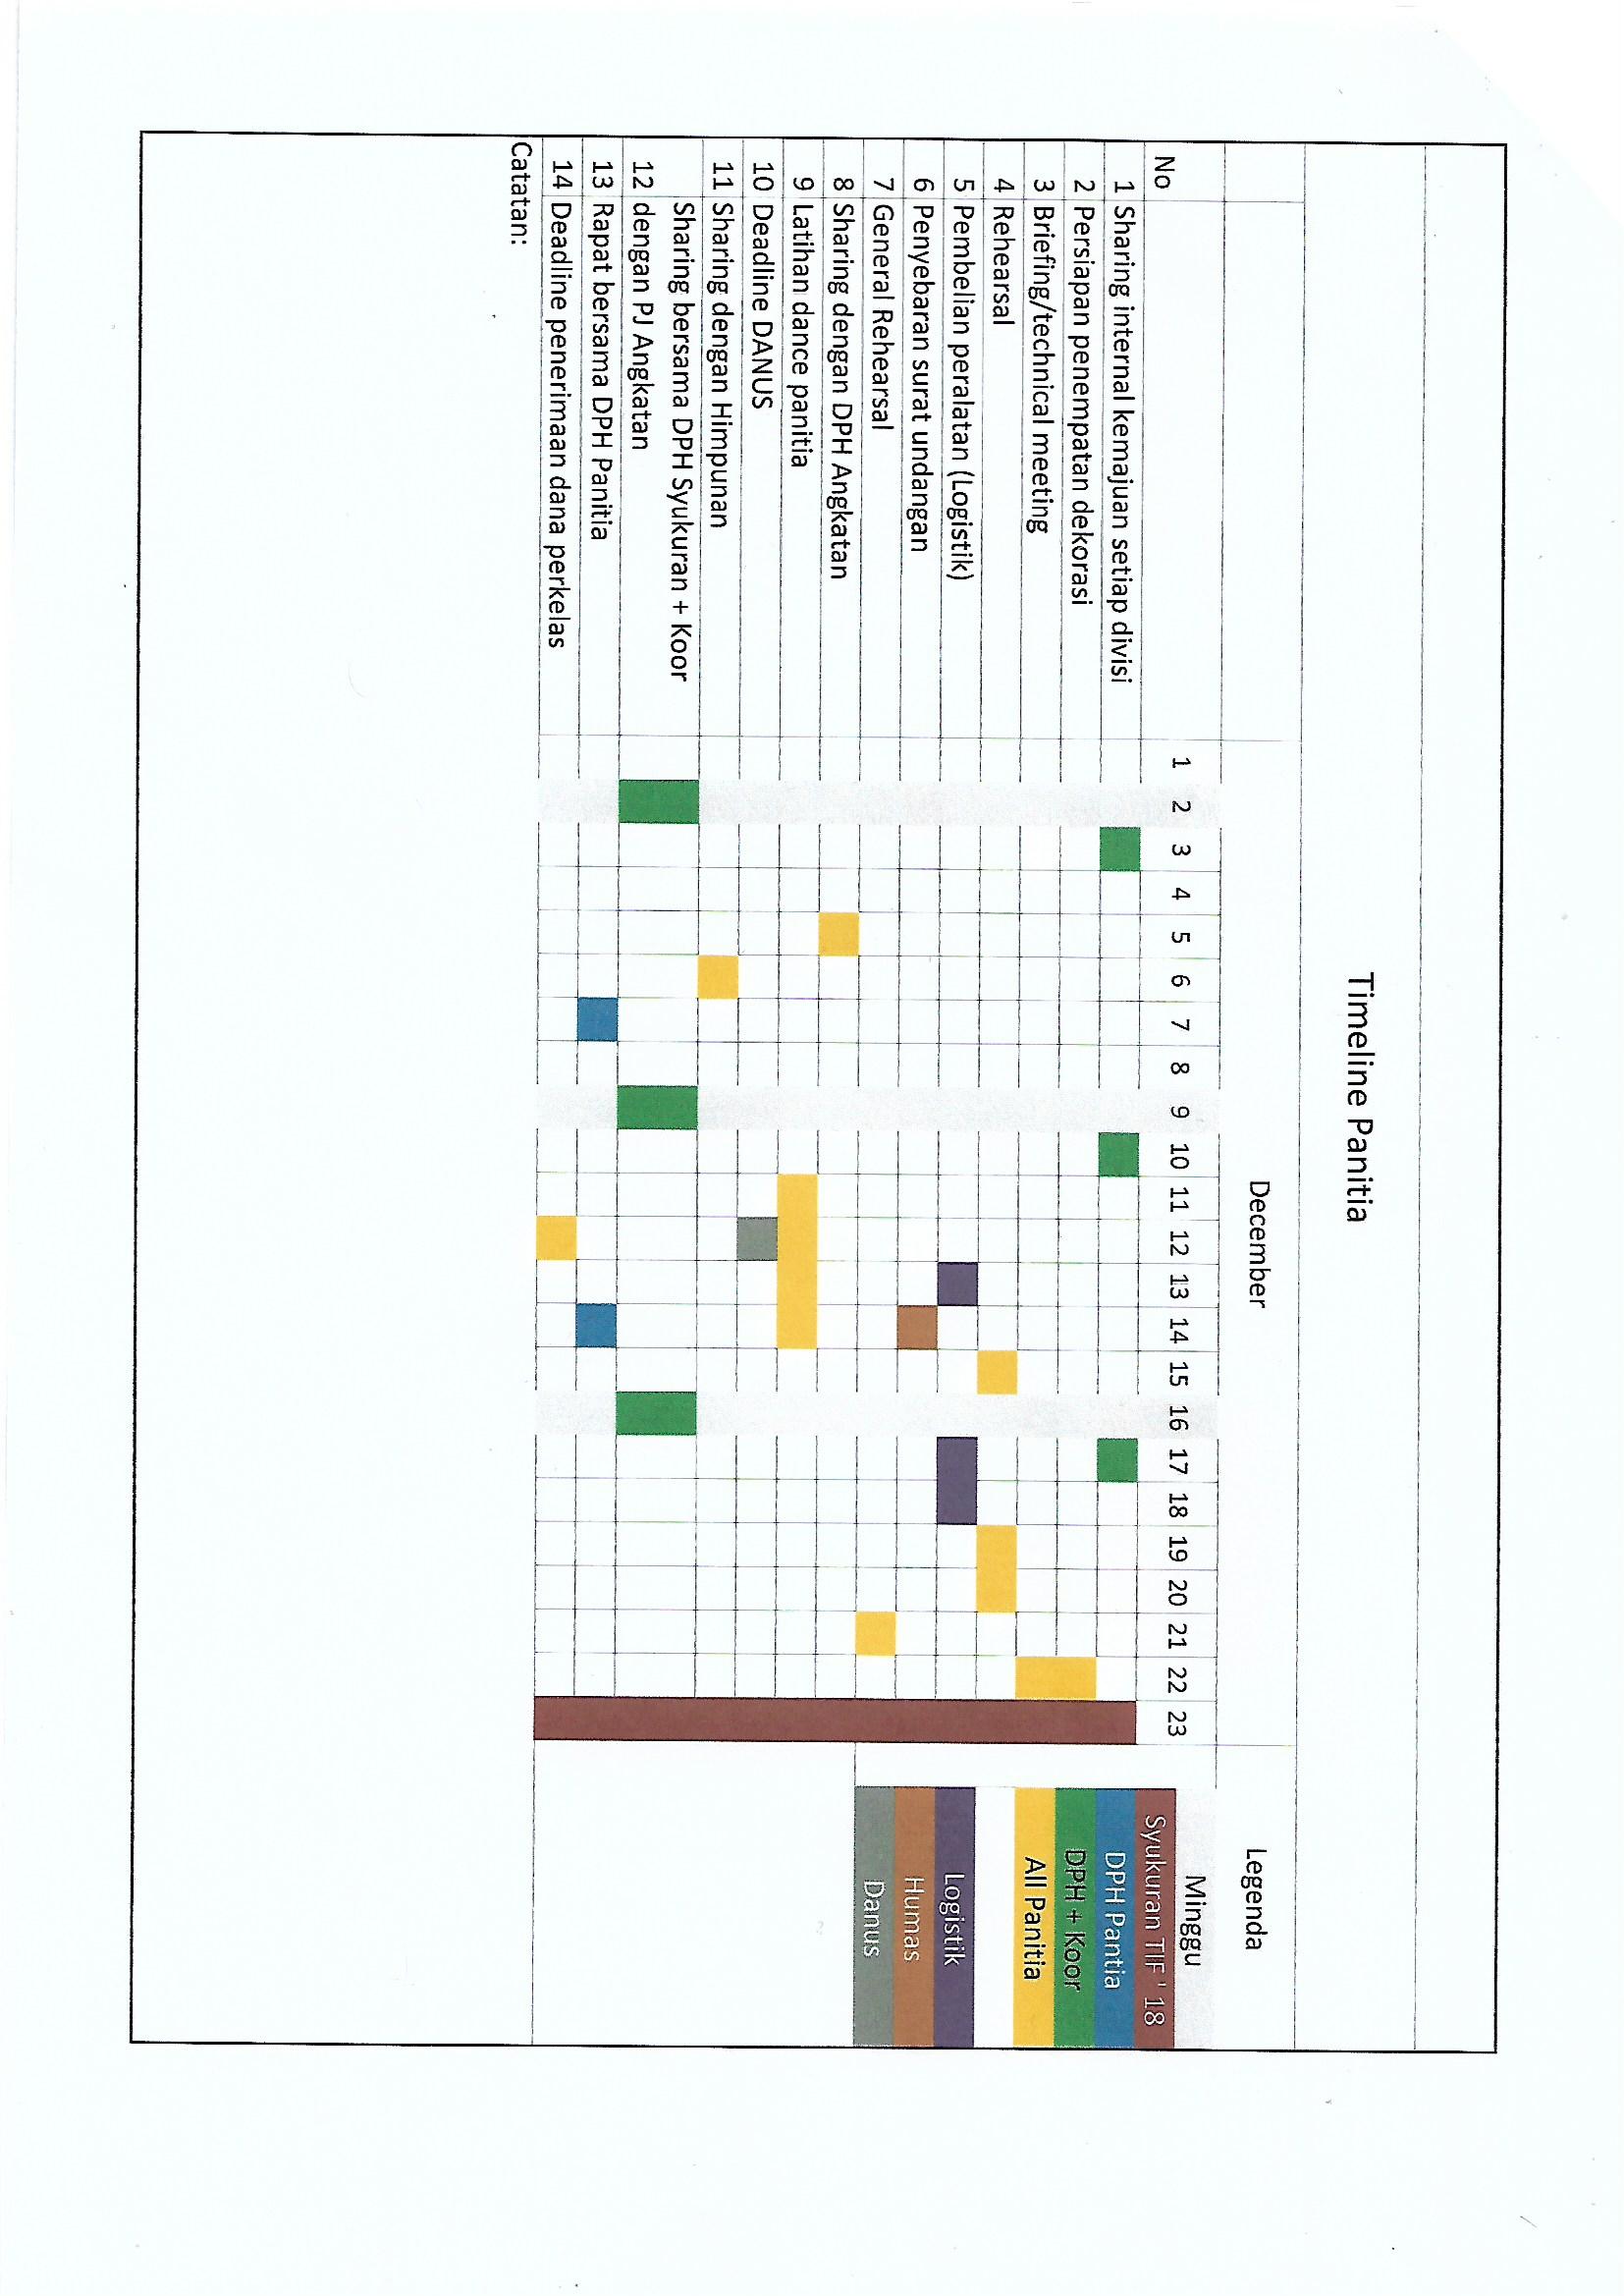 Timeline Panitia
December
Legenda
No
1 2 3 4 5 6 7 8 9 10 11 12 13 14 15 16 17 18 19 20 21 22 23
Minggu
1 Sharing internal kemajuan setiap divisi
Syukuran TIF ' 18
2 Persiapan penempatan dekorasi
DPH Pantia
3 Briefing/technical meeting
DPH + Koor
4 Rehearsal
All Panitia
5 Pembelian peralatan (Logistik)
Logistik
6 Penyebaran surat undangan
Humas
7 General Rehearsal
Danus
8 Sharing dengan DPH Angkatan
9 Latihan dance panitia
10 Deadline DANUS
11 Sharing dengan Himpunan
Sharing bersama DPH Syukuran + Koor
12 dengan PJ Angkatan
13 Rapat bersama DPH Panitia
14 Deadline penerimaan dana perkelas
Catatan: